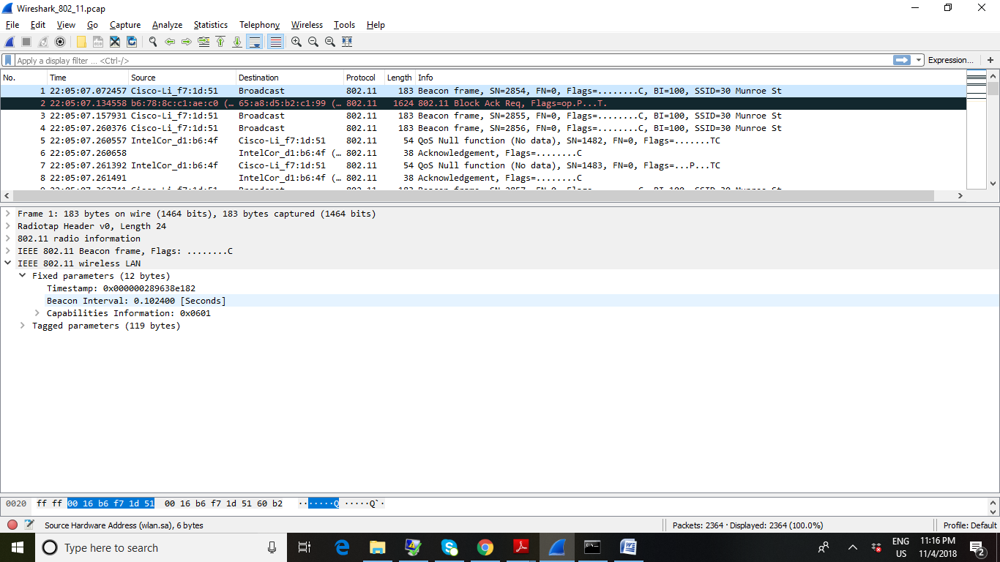 Wireshark_802_11.pcap
File Edit View Go Capture Analyze Statistics Telephony Wireless Tools Help
Apply a display filter ... <Ctrl-/> Expression... +
No. Time Source Destination Protocol Length Info
1 22:05:07.072457 Cisco-Li_f7:1d:51 Broadcast 802.11 183 Beacon frame, SN=2854, FN=0, Flags=........C, BI=100, SSID=30 Munroe St
2 22:05:07.134558 b6:78:8c:c1:ae:c0 (… 65:a8:d5:b2:c1:99 (… 802.11 1624 802.11 Block Ack Req, Flags=op.P...T.
3 22:05:07.157931 Cisco-Li_f7:1d:51 Broadcast 802.11 183 Beacon frame, SN=2855, FN=0, Flags=........C, BI=100, SSID=30 Munroe St
4 22:05:07.260376 Cisco-Li_f7:1d:51 Broadcast 802.11 183 Beacon frame, SN=2856, FN=0, Flags=........C, BI=100, SSID=30 Munroe St
5 22:05:07.260557 IntelCor_d1:b6:4f Cisco-Li_f7:1d:51 802.11 54 QoS Null function (No data), SN=1482, FN=0, Flags=.......TC
6 22:05:07.260658 IntelCor_d1:b6:4f (… 802.11 38 Acknowledgement, Flags=........C
7 22:05:07.261392 IntelCor_d1:b6:4f Cisco-Li_f7:1d:51 802.11 54 QoS Null function (No data), SN=1483, FN=0, Flags=...P...TC
8 22:05:07.261491 IntelCor_d1:b6:4f (… 802.11 38 Acknowledgement, Flags=........C
Frame 1: 183 bytes on wire (1464 bits), 183 bytes captured (1464 bits)
Radiotap Header v0, Length 24
802.11 radio information
IEEE 802.11 Beacon frame, Flags: ........C
IEEE 802.11 wireless LAN
Fixed parameters (12 bytes)
Timestamp: 0x000000289638e182
Beacon Interval: 0.102400 [Seconds]
Capabilities Information: 0x0601
Tagged parameters (119 bytes)
0020 ff ff 00 16 b6 f7 1d 51 00 16 b6 f7 1d 51 60 b2 ·······Q ·····Q`·
Source Hardware Address (wlan.sa), 6 bytes Packets: 2364 · Displayed: 2364 (100.0%) Profile: Default
Type here to search
ENG
US
11:16 PM
11/4/2018
2